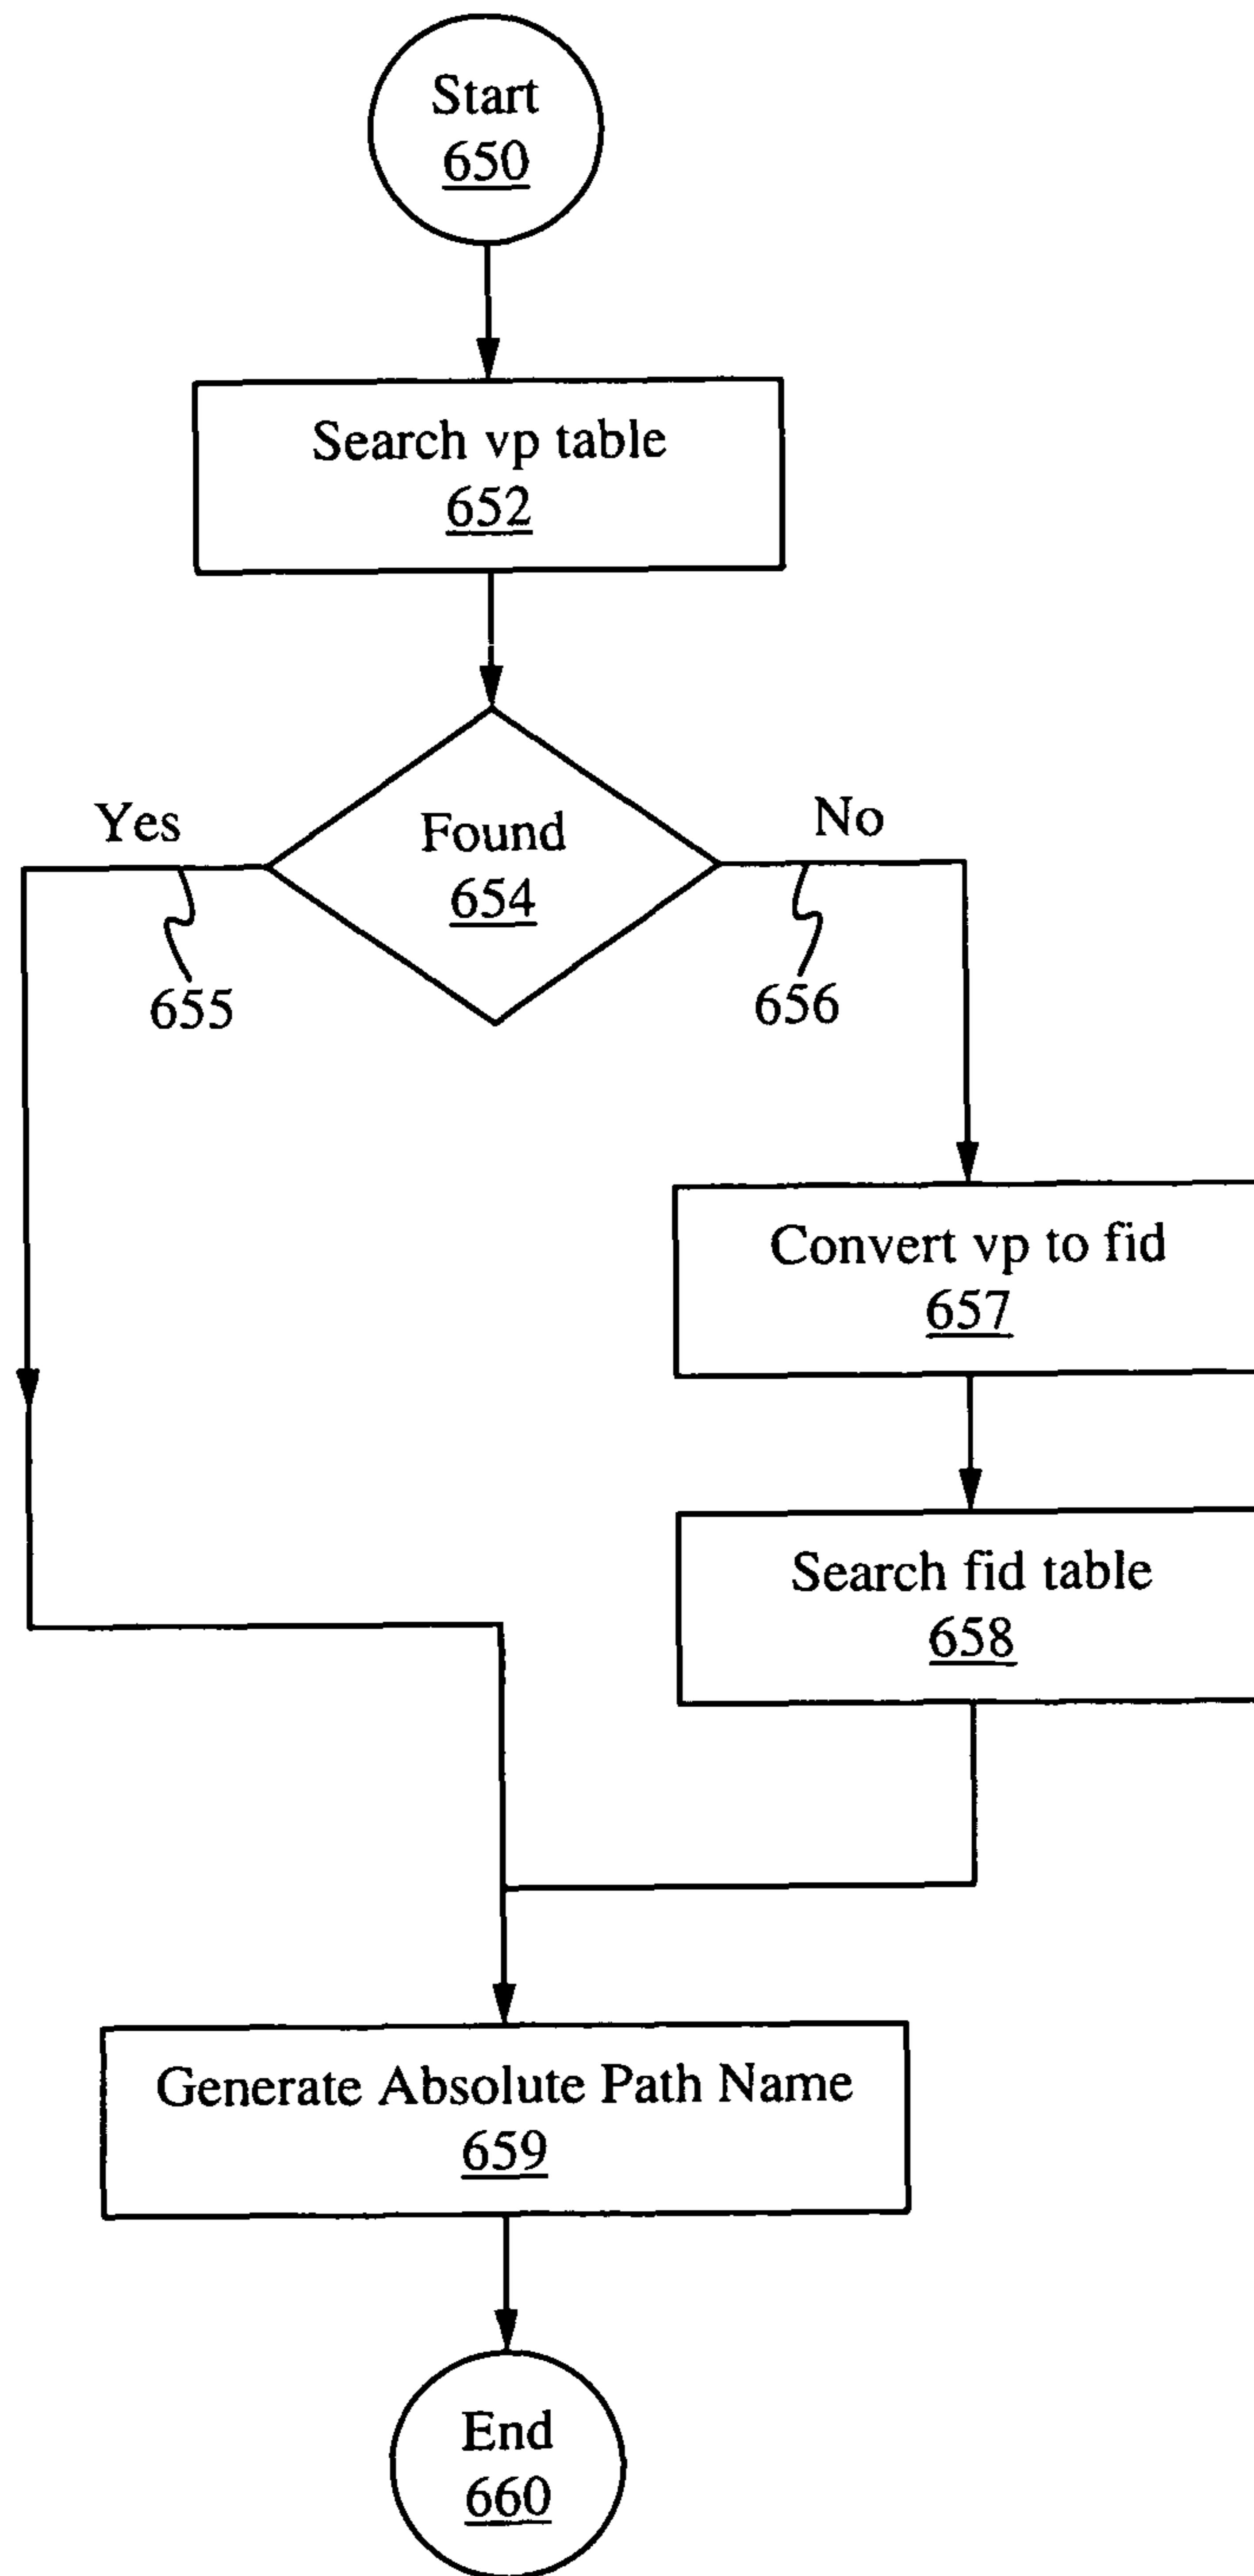 Start
650
Search vp table
652
Yes
Found
654
No
655
656
Convert vp to fid
657
Search fid table
658
Generate Absolute Path Name
659
End
660